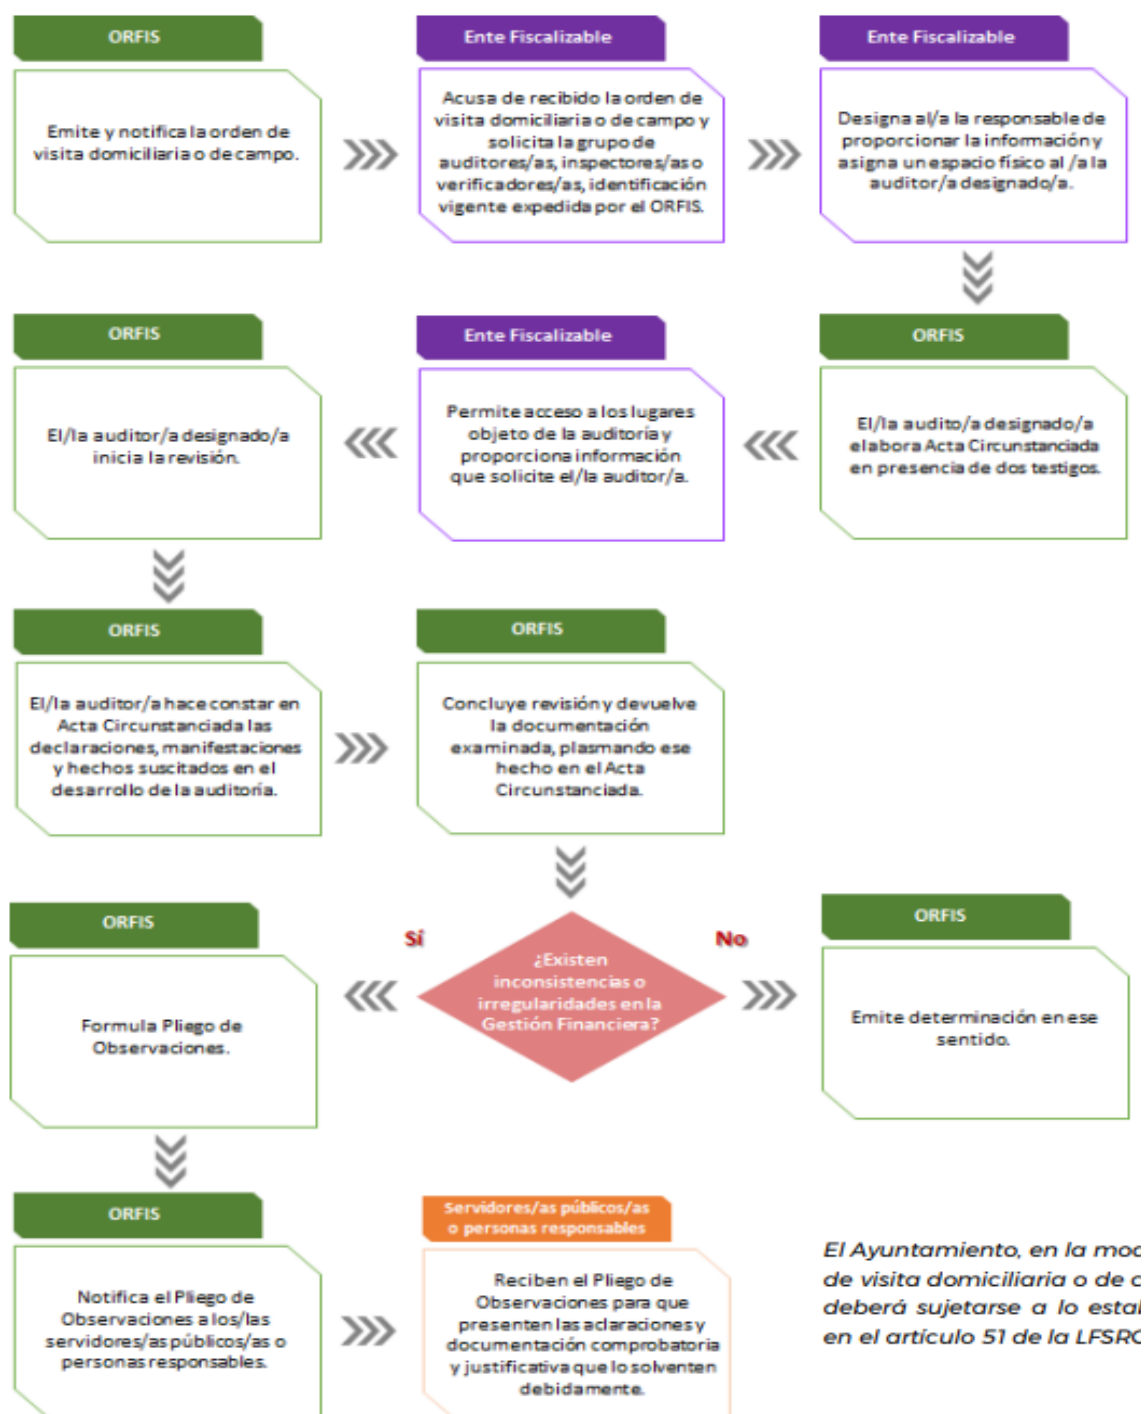 ORFIS
Emite y notifica la orden de
visita domiciliaria o de campo.
Ente Fiscalizable
Acusa de recibido la orden de
visita domiciliaria o de campo y
solicita la grupo de
auditores/as, inspectores/as o
verificadores/as, identificación
vigente expedida por el ORFIS.
Ente Fiscalizable
Designa al/a la responsable de
proporcionar la información y
asigna un espacio físico al /a la
auditor/a designado/a.
ORFIS
El/la audito/a designado/a
elabora Acta Circunstanciada
en presencia de dos testigos.
Ente Fiscalizable
Permite acceso a los lugares
objeto de la auditoría y
proporciona información
que solicite el/la auditor/a.
ORFIS
El/la auditor/a designado/a
inicia la revisión.
ORFIS
El/la auditor/a hace constar en
Acta Circunstanciada las
declaraciones, manifestaciones
y hechos suscitados en el
desarrollo de la auditoría.
ORFIS
Concluye revisión y devuelve
la documentación
examinada, plasmando ese
hecho en el Acta
Circunstanciada.
¿Existen
inconsistencias o
irregularidades en la
Gestión Financiera?
Sí
No
ORFIS
Formula Pliego de
Observaciones.
ORFIS
Emite determinación en ese
sentido.
ORFIS
Notifica el Pliego de
Observaciones a los/las
servidores/as públicos/as o
personas responsables.
Servidores/as públicos/as
o personas responsables
Reciben el Pliego de
Observaciones para que
presenten las aclaraciones y
documentación comprobatoria
y justificativa que lo solventen
debidamente.
El Ayuntamiento, en la
de visita domiciliaria o de
deberá sujetarse a lo
en el artículo 51 de la